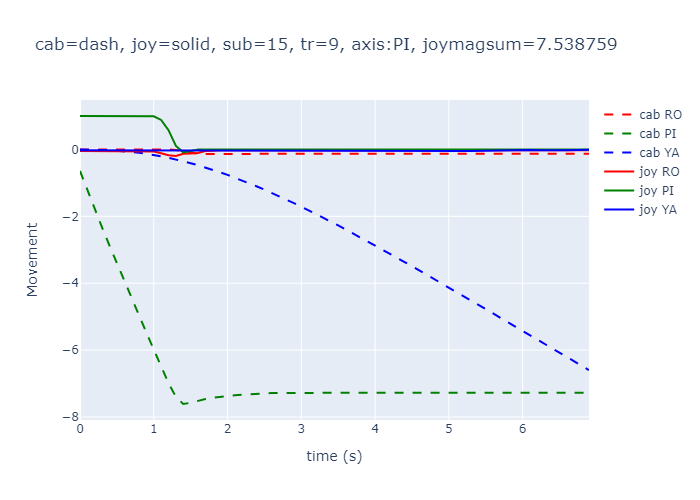 cab=dash, joy=solid, sub=15, tr=9, axis:PI, joymagsum=7.538759
cab RO
cab PI
cab YA
joy RO
joy PI
joy YA
Movement
0
−2
−4
−6
−8
0 1 2 3 4 5 6
time (s)